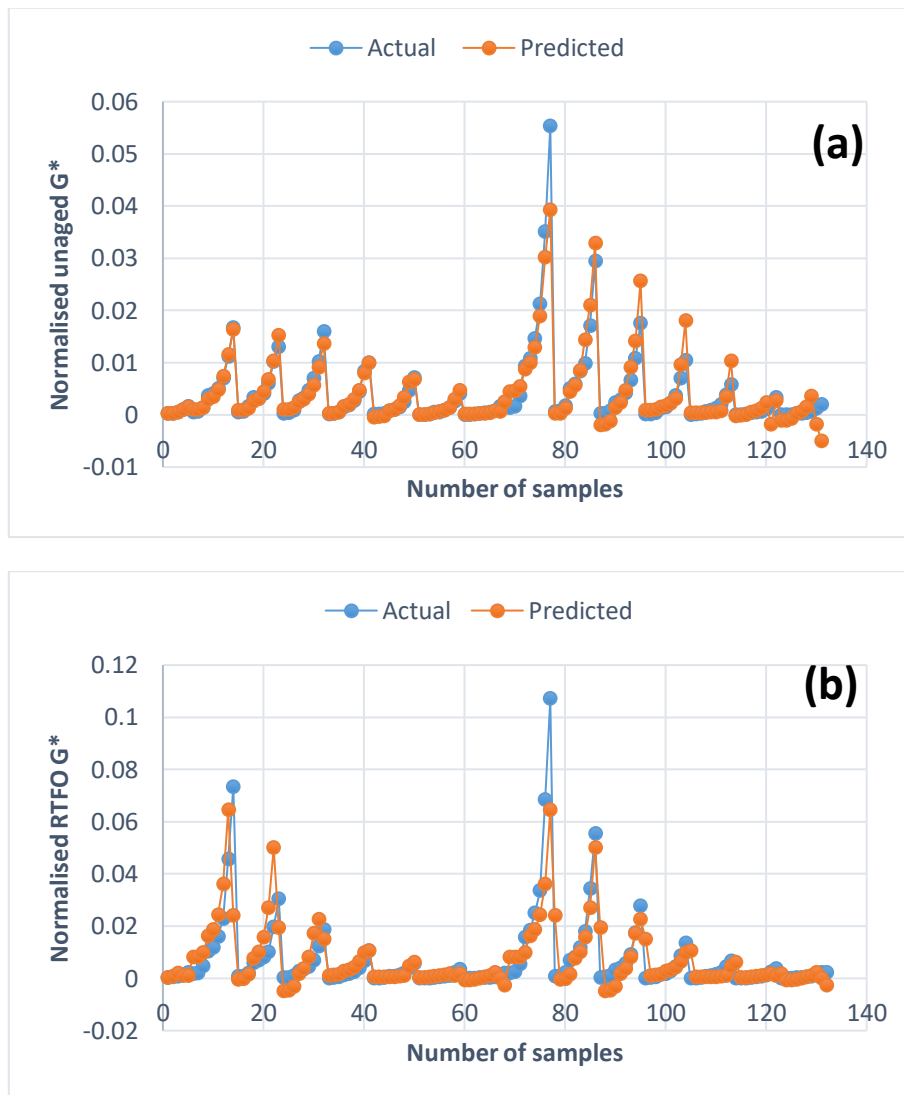 Actual Predicted
0.06
(a)
0.05
0.04
0.03
0.02
0.01
0
-0.01
0 20 40 60 80 100 120 140
Normalised unaged G*
Number of samples
Actual Predicted
0.12
(b)
0.1
0.08
0.06
0.04
0.02
0
-0.02
0 20 40 60 80 100 120 140
Normalised RTFO G*
Number of samples